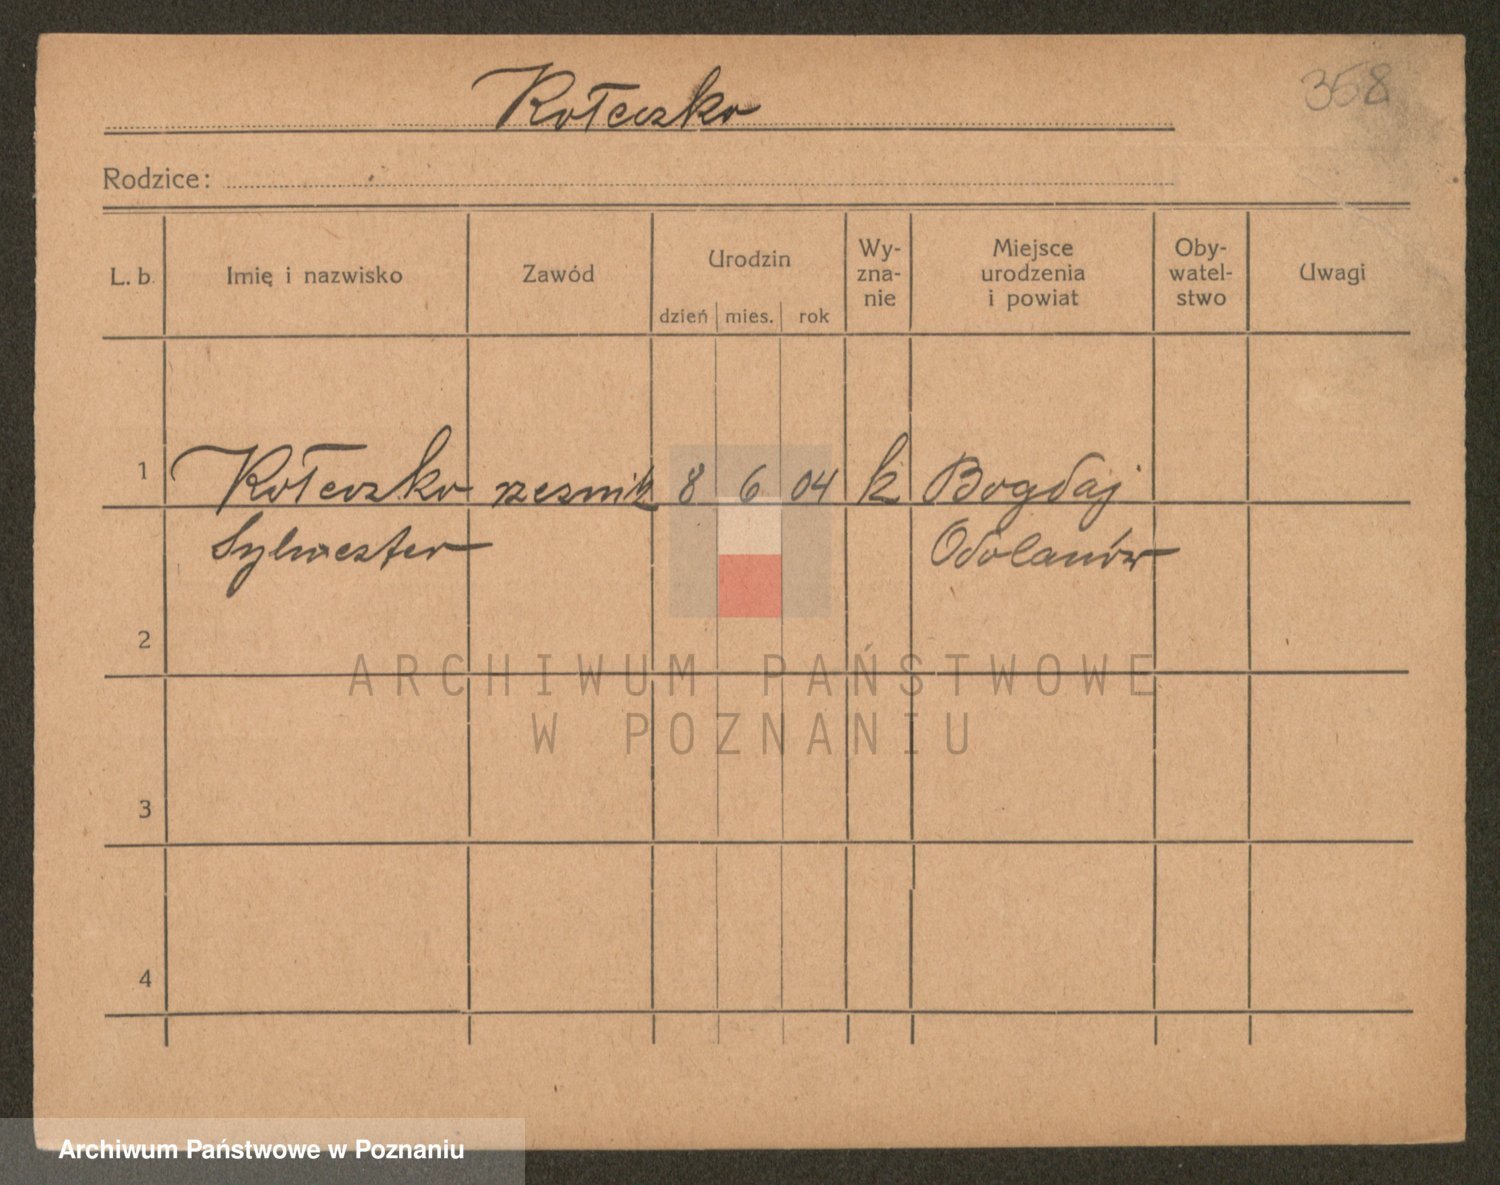 358
Kołeczko
Rodzice:
L. b. Imię i nazwisko Zawód Urodzin dzień mies. rok Wy-zna-nie Miejsce urodzenia i powiat Oby-watel-stwo Uwagi
1 Kołeczko rzeźnik 8 6 04 k Bogdaj
Sylwester Odolanów
2
3
4
ARCHIWUM PAŃSTWOWE
W POZNANIU
Archiwum Państwowe w Poznaniu